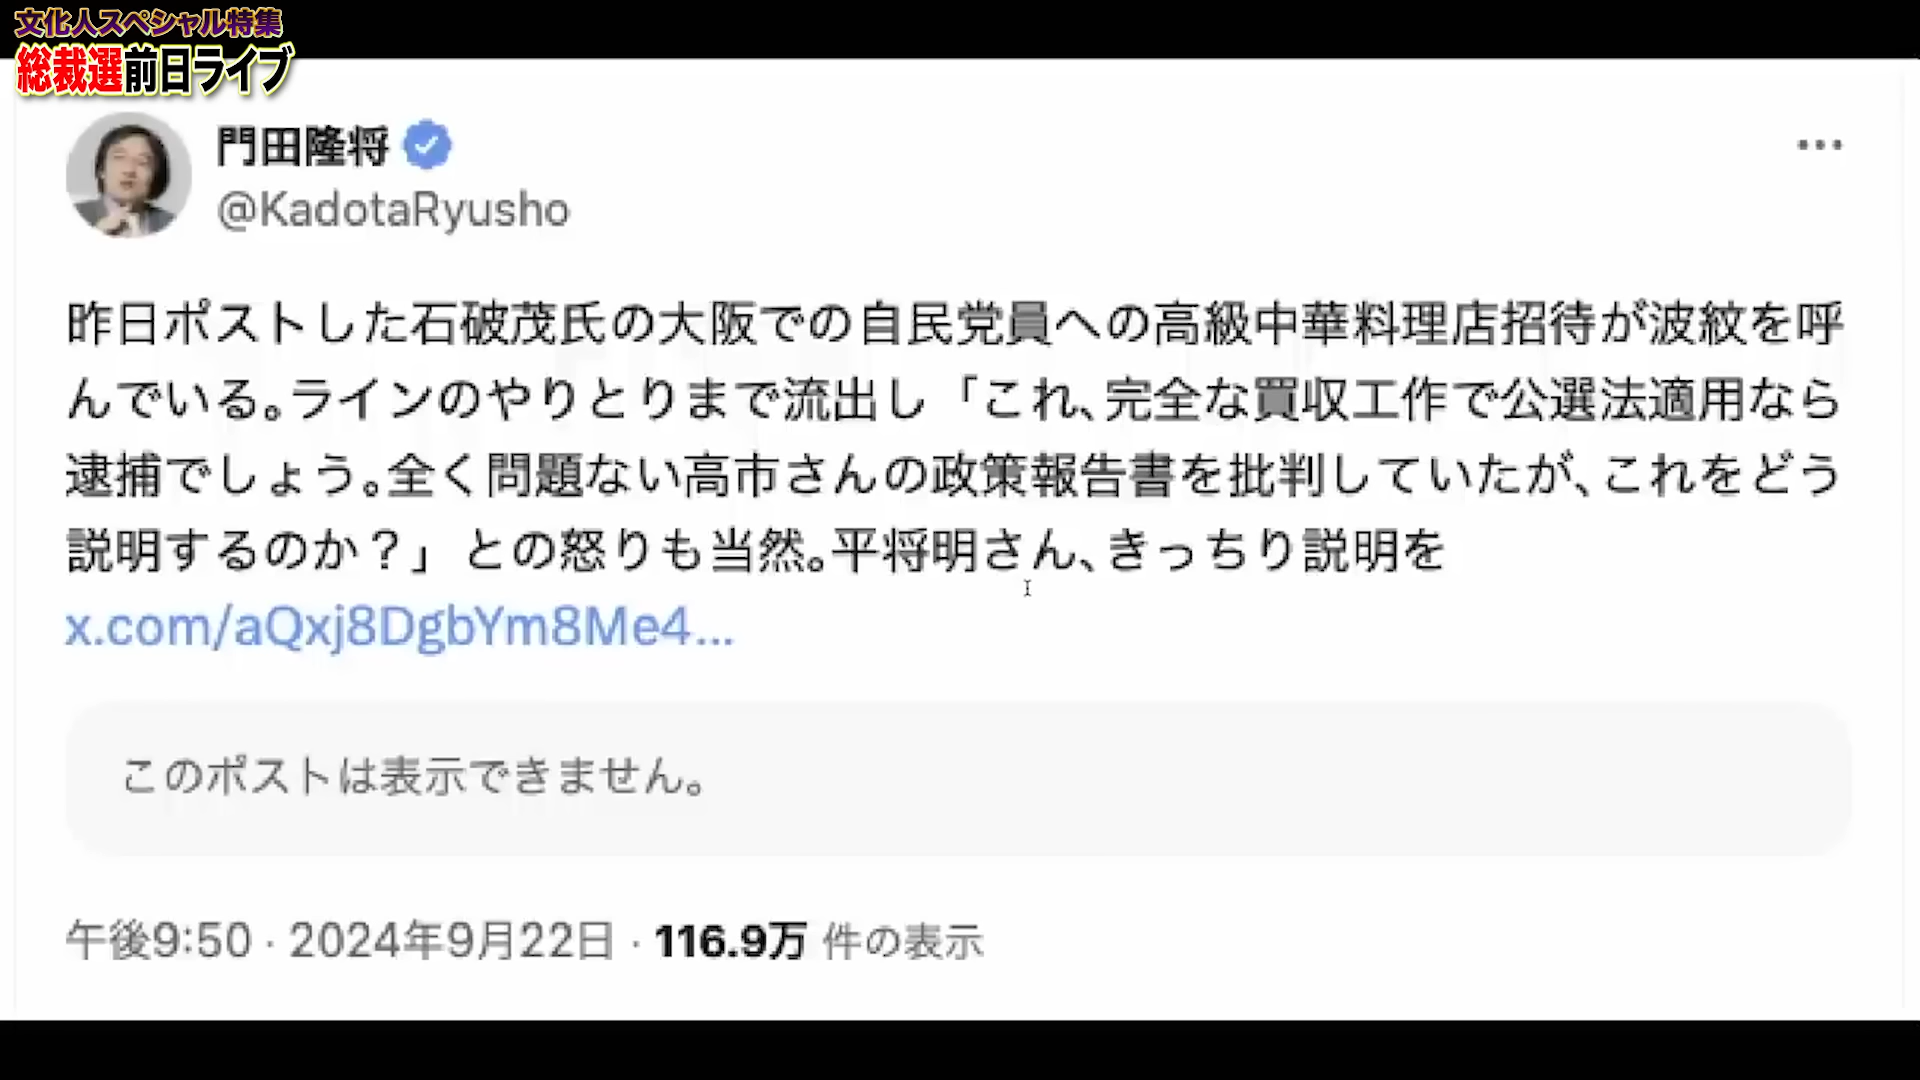 文化人スペシャル特集
総裁選前日ライブ
門田隆将
@KadotaRyusho
昨日ポストした石破茂氏の大阪での自民党員への高級中華料理店招待が波紋を呼
んでいる。ラインのやりとりまで流出し「これ、完全な買収工作で公選法適用なら
逮捕でしょう。全く問題ない高市さんの政策報告書を批判していたが、これをどう
説明するのか？」との怒りも当然。平将明さん、きっちり説明を
x.com/aQxj8DgbYm8Me4...
このポストは表示できません。
午後9:50 · 2024年9月22日 · 116.9万 件の表示